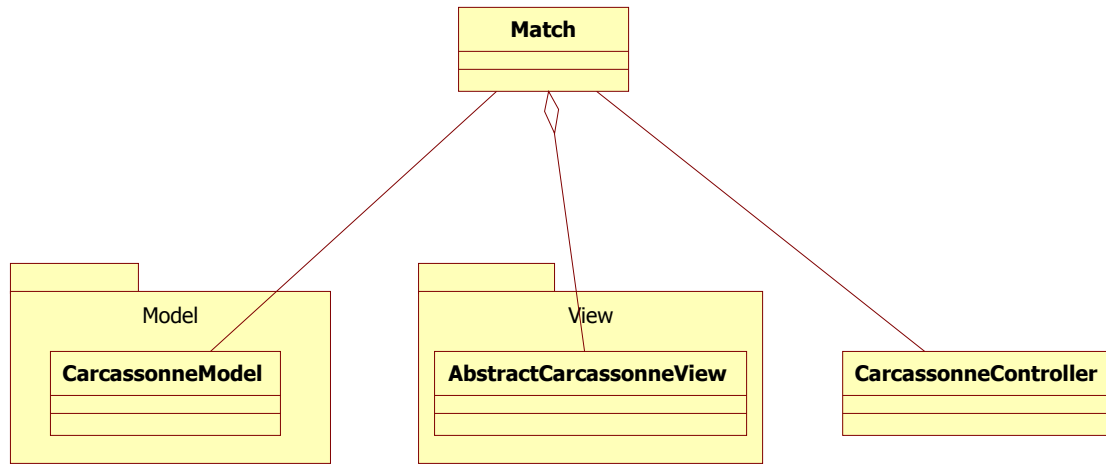 Match
Model
View
CarcassonneModel
AbstractCarcassonneView
CarcassonneController